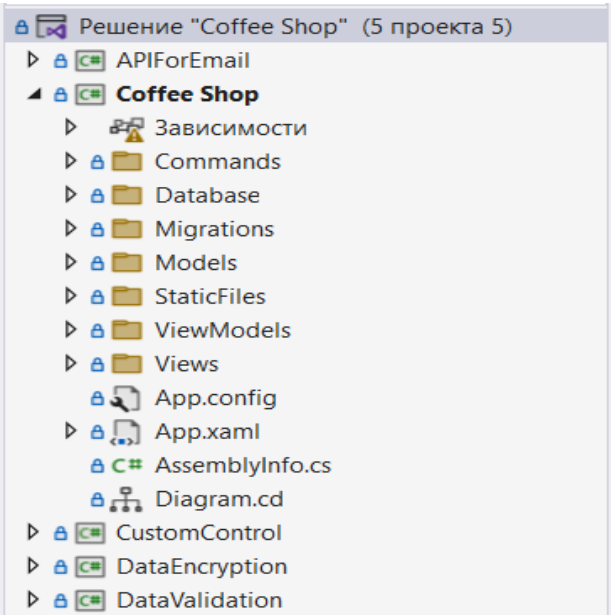 Решение "Coffee Shop" (5 проекта 5)
C# APIForEmail
C# Coffee Shop
Зависимости
Commands
Database
Migrations
Models
StaticFiles
ViewModels
Views
App.config
App.xaml
C# AssemblyInfo.cs
Diagram.cd
C# CustomControl
C# DataEncryption
C# DataValidation